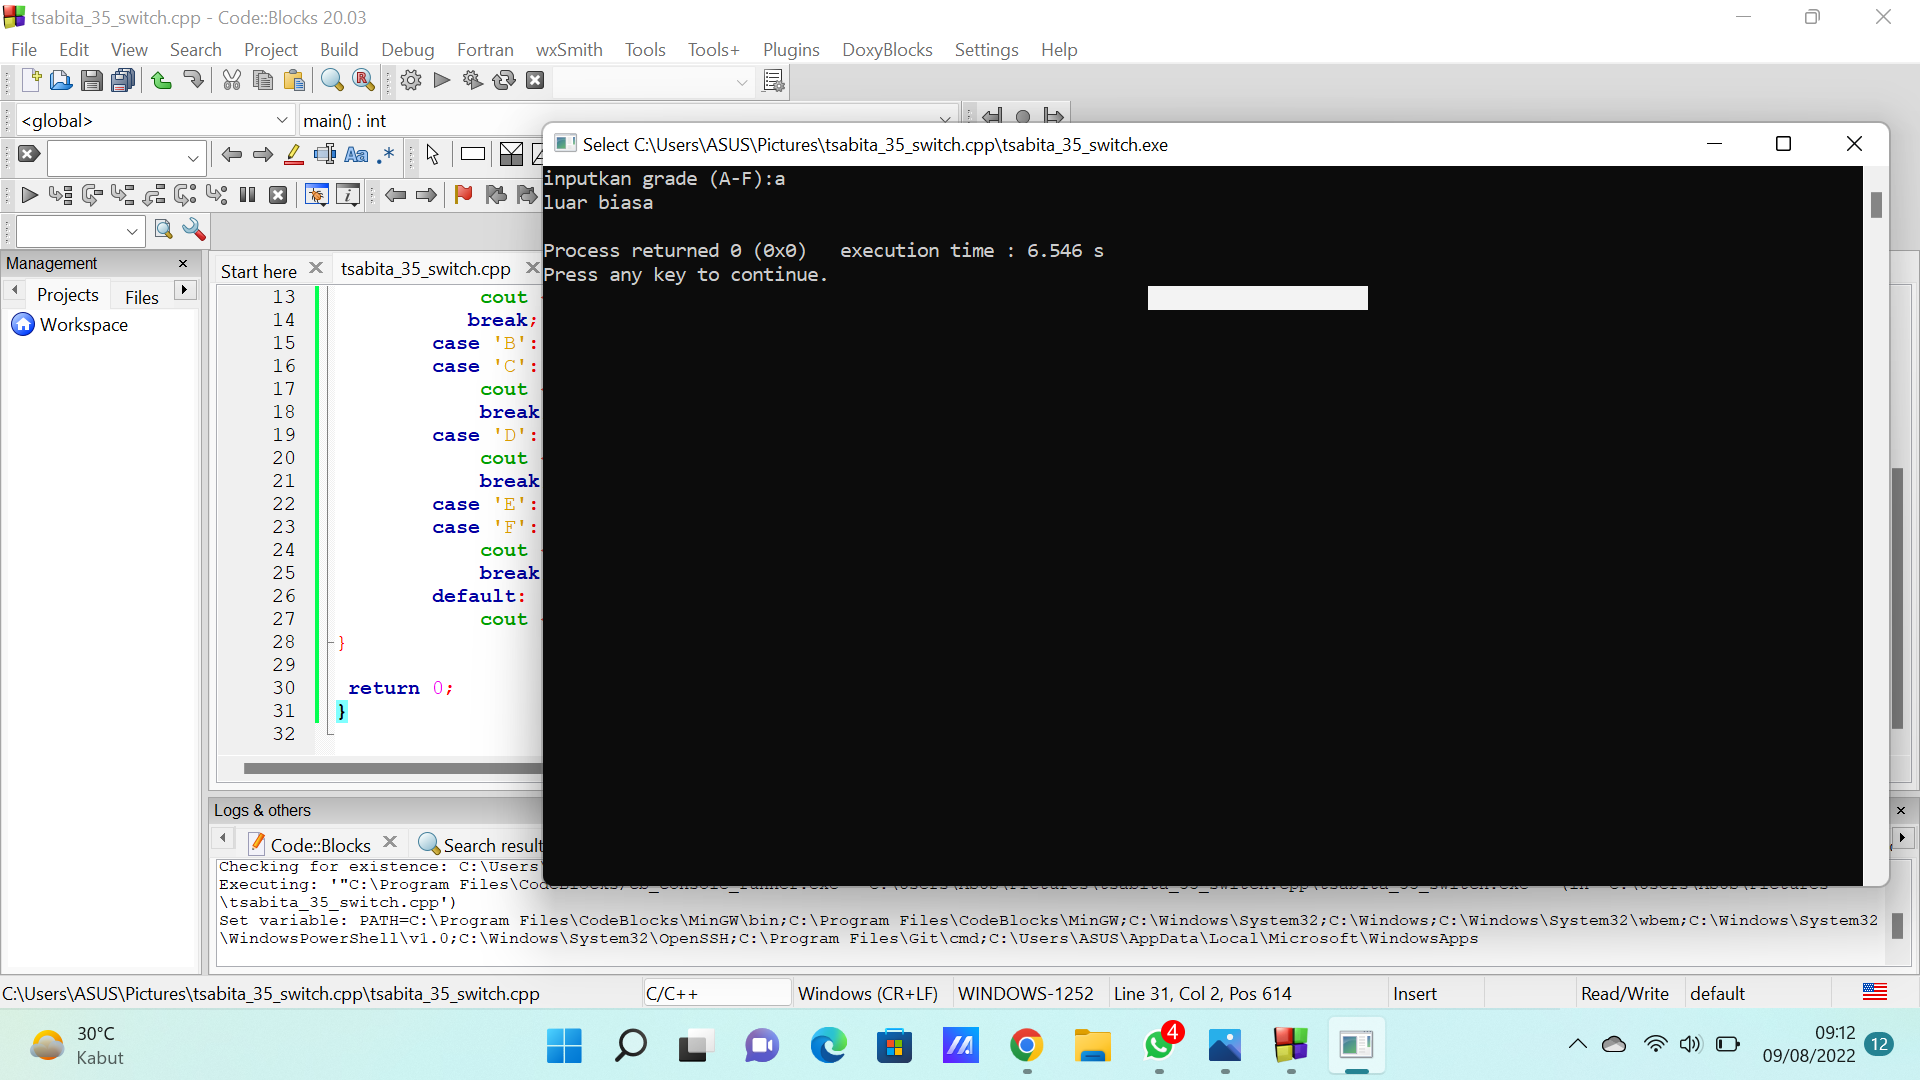 tsabita_35_switch.cpp - Code::Blocks 20.03
File Edit View Search Project Build Debug Fortran wxSmith Tools Tools+ Plugins DoxyBlocks Settings Help
<global> main() : int
Select C:\Users\ASUS\Pictures\tsabita_35_switch.cpp\tsabita_35_switch.exe
inputkan grade (A-F):a
luar biasa
Process returned 0 (0x0)   execution time : 6.546 s
Press any key to continue.
Management
Projects Files
Workspace
Start here tsabita_35_switch.cpp
13 cout
14 break;
15 case 'B':
16 case 'C':
17 cout
18 break
19 case 'D':
20 cout
21 break
22 case 'E':
23 case 'F':
24 cout
25 break
26 default:
27 cout
28 }
29
30 return 0;
31 }
32
Logs & others
Code::Blocks Search result
Checking for existence: C:\Users
Executing: '"C:\Program Files\CodeBlocks/cb_console_runner.exe
\tsabita_35_switch.cpp')
Set variable: PATH=C:\Program Files\CodeBlocks\MinGW\bin;C:\Program Files\CodeBlocks\MinGW;C:\Windows\System32;C:\Windows;C:\Windows\System32\wbem;C:\Windows\System32
\WindowsPowerShell\v1.0;C:\Windows\System32\OpenSSH;C:\Program Files\Git\cmd;C:\Users\ASUS\AppData\Local\Microsoft\WindowsApps
C:\Users\ASUS\Pictures\tsabita_35_switch.cpp\tsabita_35_switch.cpp C/C++ Windows (CR+LF) WINDOWS-1252 Line 31, Col 2, Pos 614 Insert Read/Write default
30°C
Kabut
4
09:12
09/08/2022
12